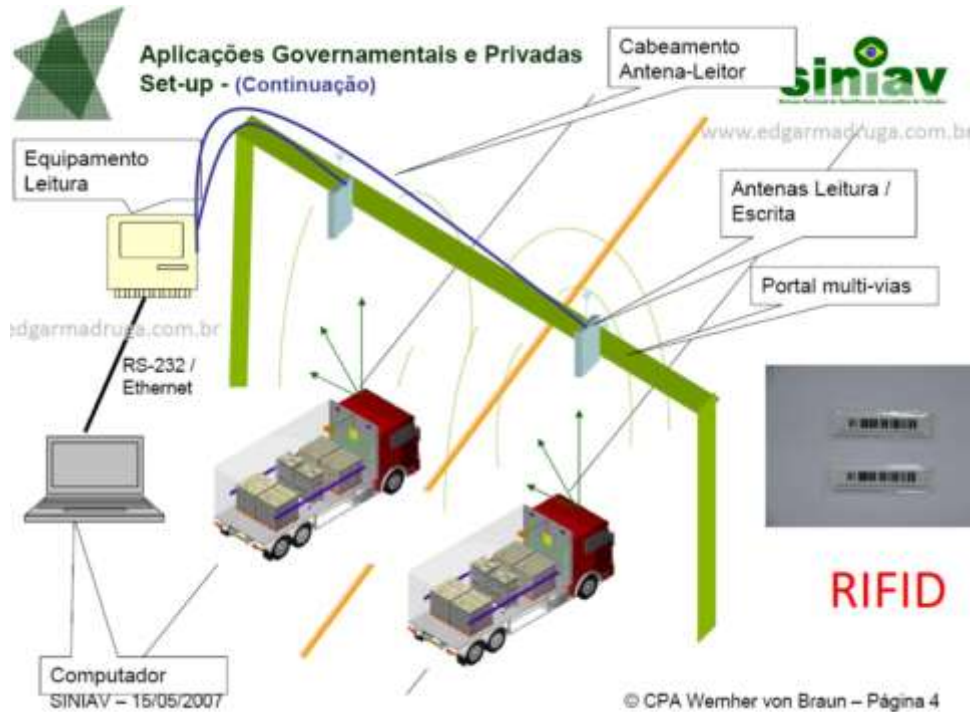 Aplicações Governamentais e Privadas
Set-up - (Continuação)
Cabeamento
Antena-Leitor
siniav
www.edgarmadruga.com.br
Equipamento
Leitura
Antenas Leitura /
Escrita
Portal multi-vias
edgarmadruga.com.br
RS-232 /
Ethernet
RIFID
Computador
SINIAV – 15/05/2007
© CPA Wernher von Braun – Página 4